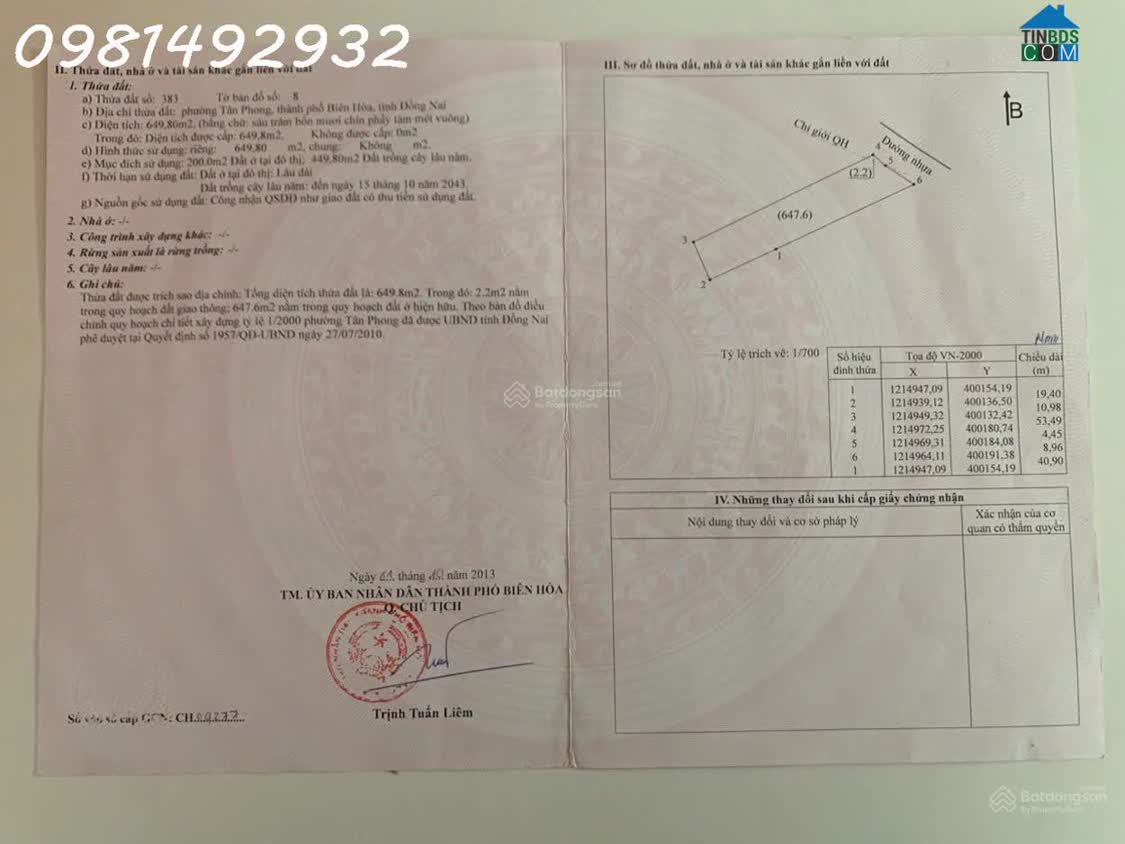 0981492932
TINBDS
COM
II. Thửa đất, nhà ở và tài sản khác gắn liền với đất
1. Thửa đất:
a) Thửa đất số: 383 Tờ bản đồ số: 8
b) Địa chỉ thửa đất: phường Tân Phong, thành phố Biên Hòa, tỉnh Đồng Nai
c) Diện tích: 649,80m2, (bằng chữ: sáu trăm bốn mươi chín phẩy tám mét vuông)
Trong đó: Diện tích được cấp: 649,8m2, Không được cấp: 0m2
d) Hình thức sử dụng: riêng: 649,80 m2, chung: Không m2.
e) Mục đích sử dụng: 200.0m2 Đất ở tại đô thị; 449,80m2 Đất trồng cây lâu năm.
f) Thời hạn sử dụng đất: Đất ở tại đô thị: Lâu dài
Đất trồng cây lâu năm: đến ngày 15 tháng 10 năm 2043.
g) Nguồn gốc sử dụng đất: Công nhận QSDĐ như giao đất có thu tiền sử dụng đất.
2. Nhà ở: -/-
3. Công trình xây dựng khác: -/-
4. Rừng sản xuất là rừng trồng: -/-
5. Cây lâu năm: -/-
6. Ghi chú:
Thửa đất được trích sao địa chính: Tổng diện tích thửa đất là: 649.8m2. Trong đó: 2.2m2 nằm
trong quy hoạch đất giao thông; 647.6m2 nằm trong quy hoạch đất ở hiện hữu. Theo bản đồ điều
chỉnh quy hoạch chi tiết xây dựng tỷ lệ 1/2000 phường Tân Phong đã được UBND tỉnh Đồng Nai
phê duyệt tại Quyết định số 1957/QĐ-UBND ngày 27/07/2010.
Ngày tháng năm 2013
TM. ỦY BAN NHÂN DÂN THÀNH PHỐ BIÊN HÒA
Q. CHỦ TỊCH
Trịnh Tuấn Liêm
Số vào sổ cấp GCN: CH
III. Sơ đồ thửa đất, nhà ở và tài sản khác gắn liền với đất
B
Chỉ giới QH
Đường nhựa
4
5
6
(2.2)
(647.6)
3
1
2
Tỷ lệ trích vẽ: 1/700
Số hiệu đỉnh thửa Tọa độ VN-2000 Chiều dài (m)
X Y
1 1214947,09 400154,19
19,40
2 1214939,12 400136,50
10,98
3 1214949,32 400132,42
53,49
4 1214972,25 400180,74
4,45
5 1214969,31 400184,08
8,96
6 1214964,11 400191,38
40,90
1 1214947,09 400154,19
IV. Những thay đổi sau khi cấp giấy chứng nhận
Nội dung thay đổi và cơ sở pháp lý
Xác nhận của cơ
quan có thẩm quyền
Batdongsan
by PropertyGuru
Batdongsan
by PropertyGuru